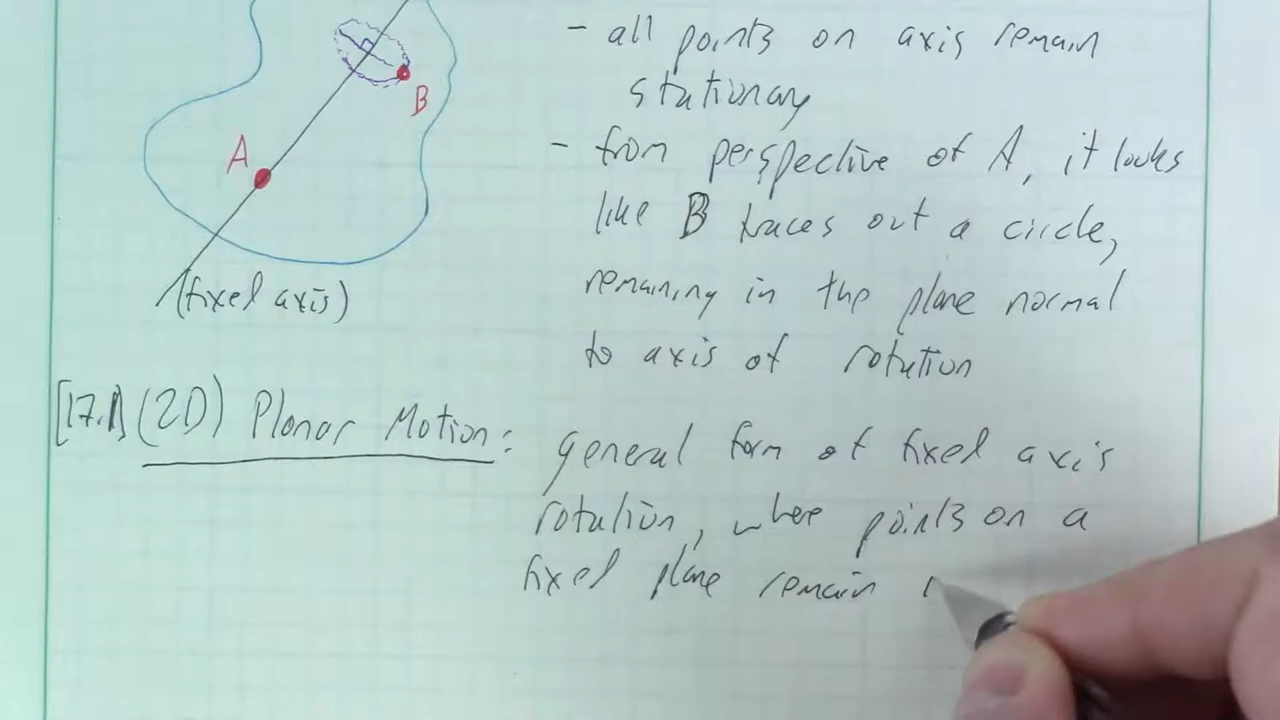 - all points on axis remain
stationary
B
A
- from perspective of A, it looks
like B traces out a circle,
(fixed axis)
remaining in the plane normal
to axis of rotation
[17.1] (2D) Planar Motion: general form of fixed axis
rotation, where points on a
fixed plane remain